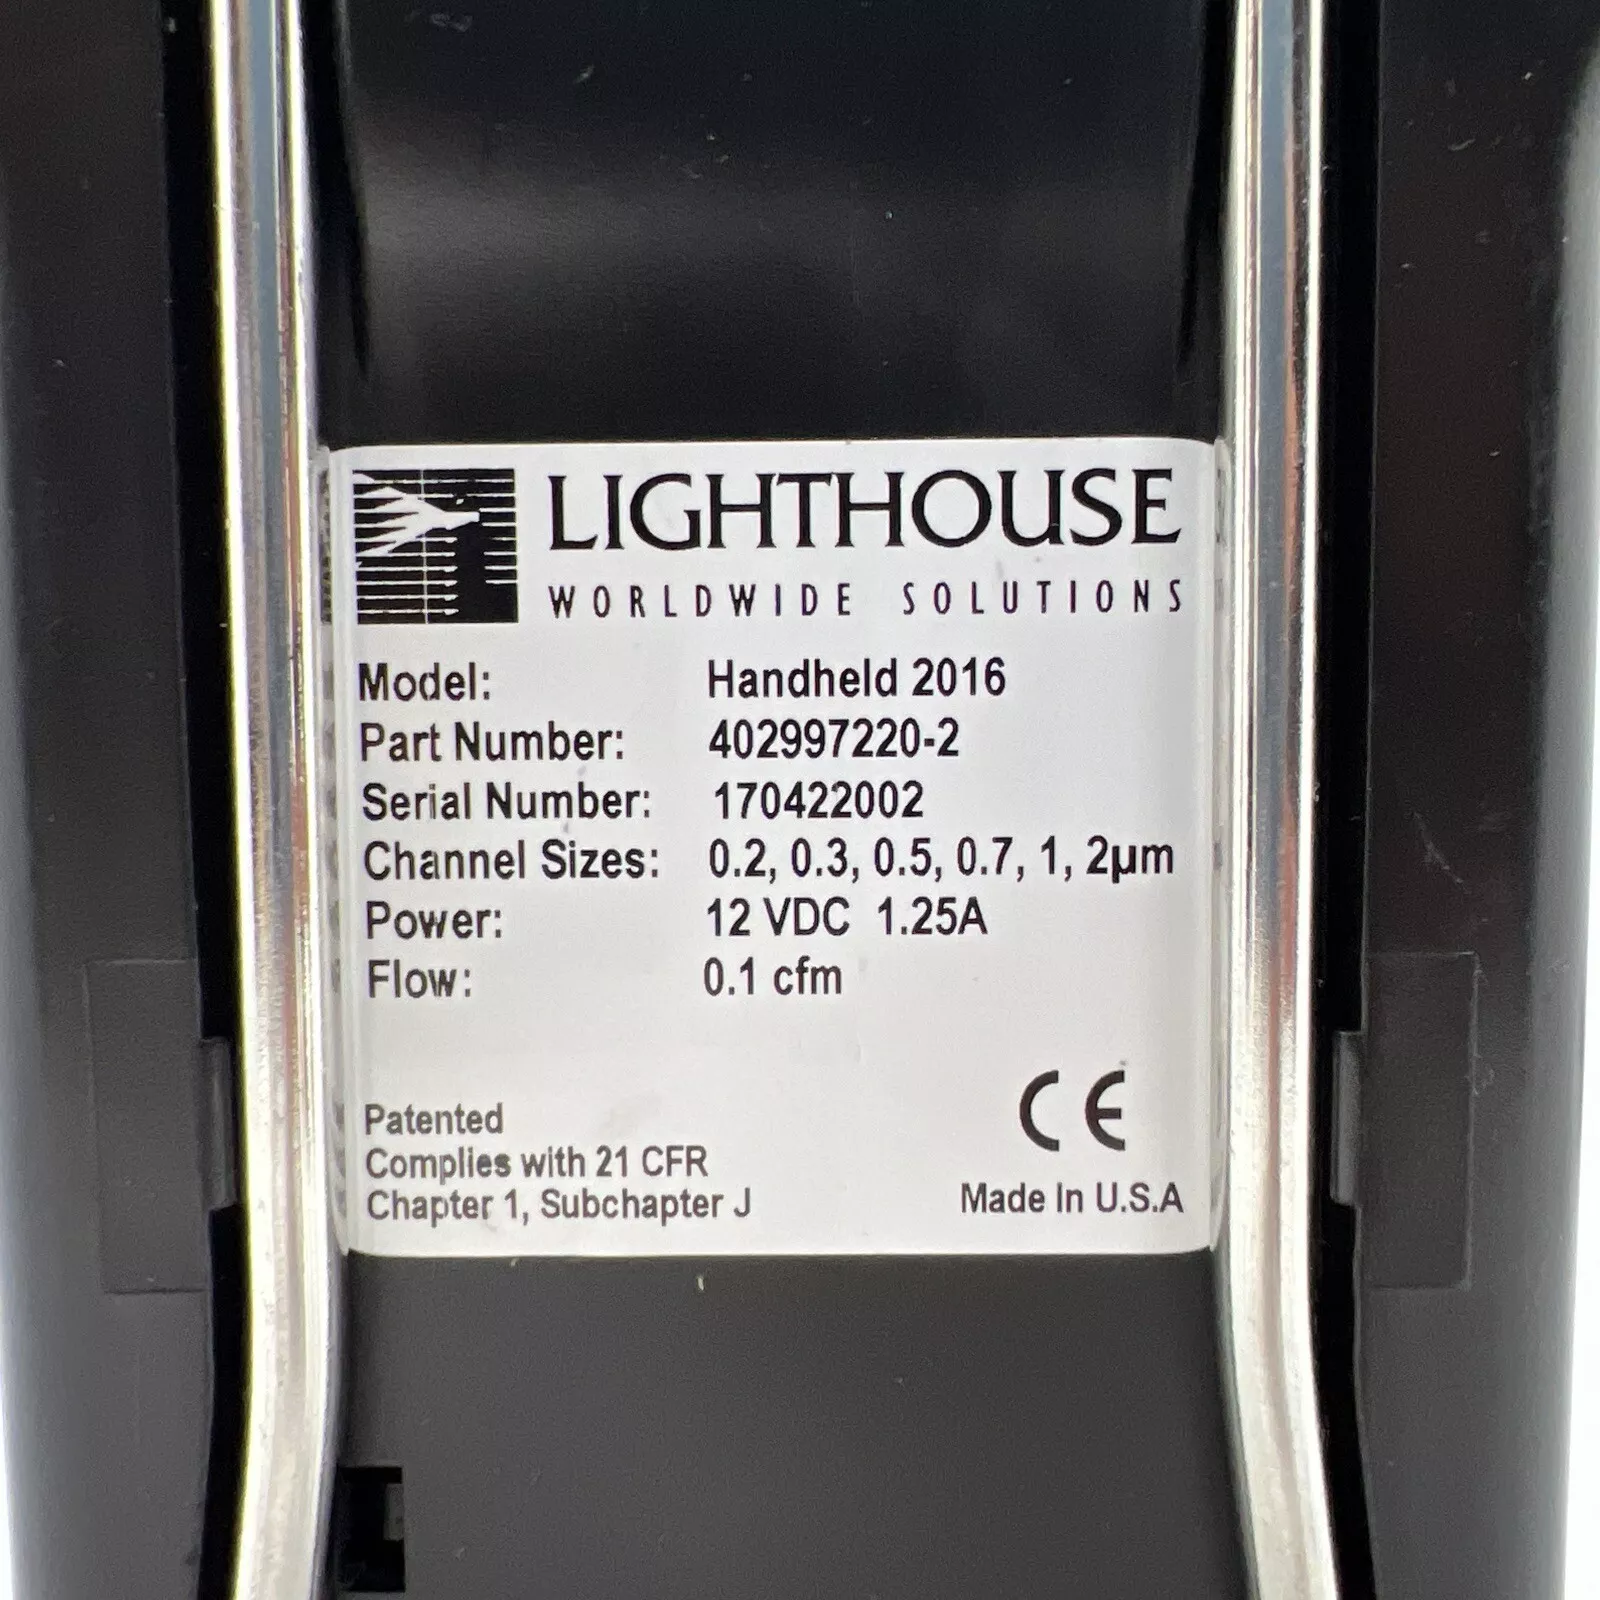 LIGHTHOUSE
WORLDWIDE SOLUTIONS
Model: Handheld 2016
Part Number: 402997220-2
Serial Number: 170422002
Channel Sizes: 0.2, 0.3, 0.5, 0.7, 1, 2µm
Power: 12 VDC 1.25A
Flow: 0.1 cfm
CE
Patented
Complies with 21 CFR
Chapter 1, Subchapter J
Made In U.S.A